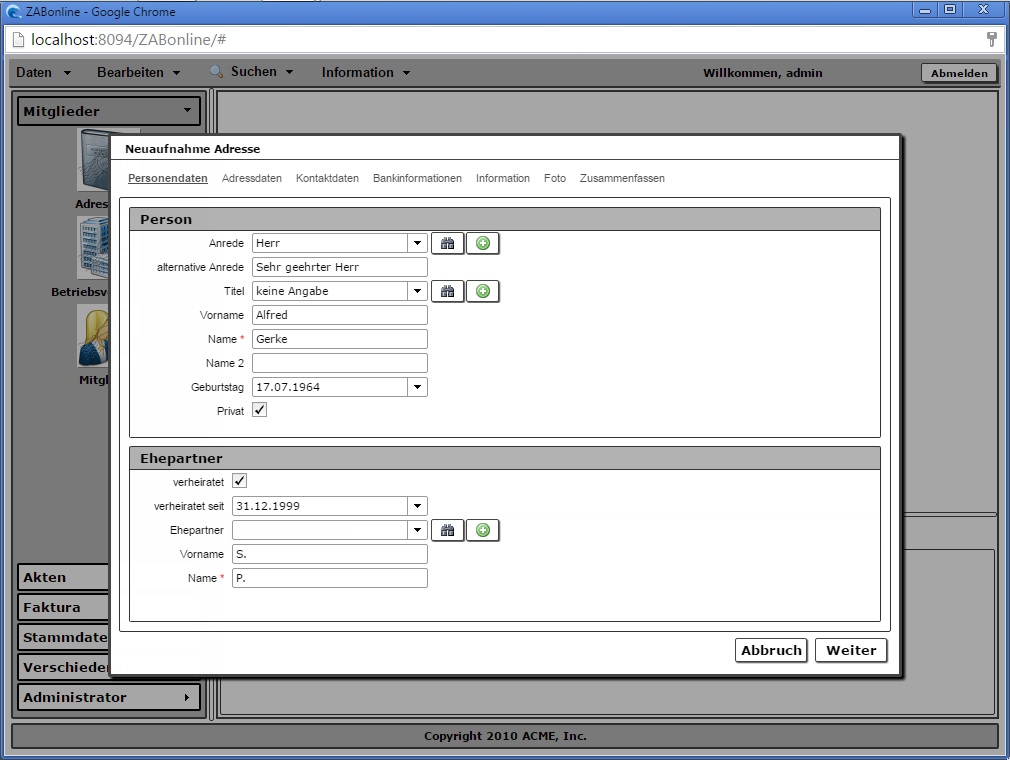 ZABonline - Google Chrome
localhost:8094/ZABonline/#
Daten Bearbeiten Suchen Information Willkommen, admin Abmelden
Mitglieder
Neuaufnahme Adresse
Personendaten Adressdaten Kontaktdaten Bankinformationen Information Foto Zusammenfassen
Adres
Betriebsv
Mitgl
Person
Anrede Herr
alternative Anrede Sehr geehrter Herr
Titel keine Angabe
Vorname Alfred
Name * Gerke
Name 2
Geburtstag 17.07.1964
Privat
Ehepartner
verheiratet
verheiratet seit 31.12.1999
Ehepartner
Vorname S.
Name * P.
Abbruch Weiter
Akten
Faktura
Stammdate
Verschieder
Administrator
Copyright 2010 ACME, Inc.